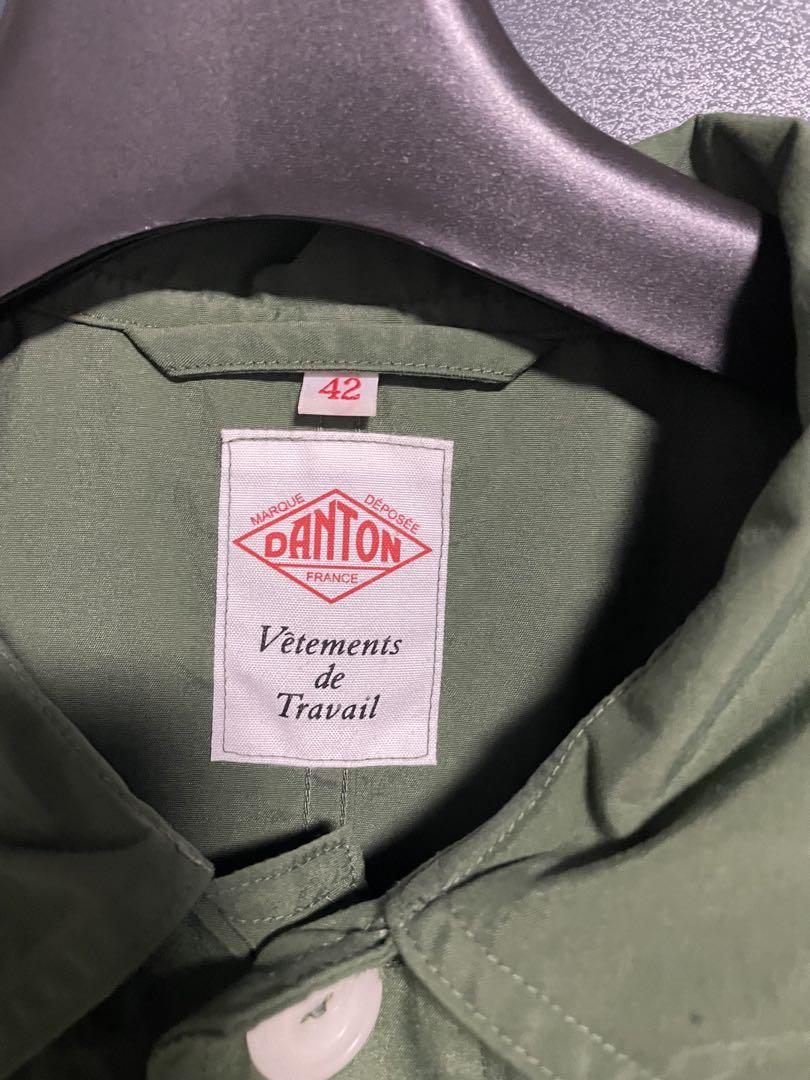 42
MARQUE DÉPOSÉE
DANTON
FRANCE
Vêtements
de
Travail